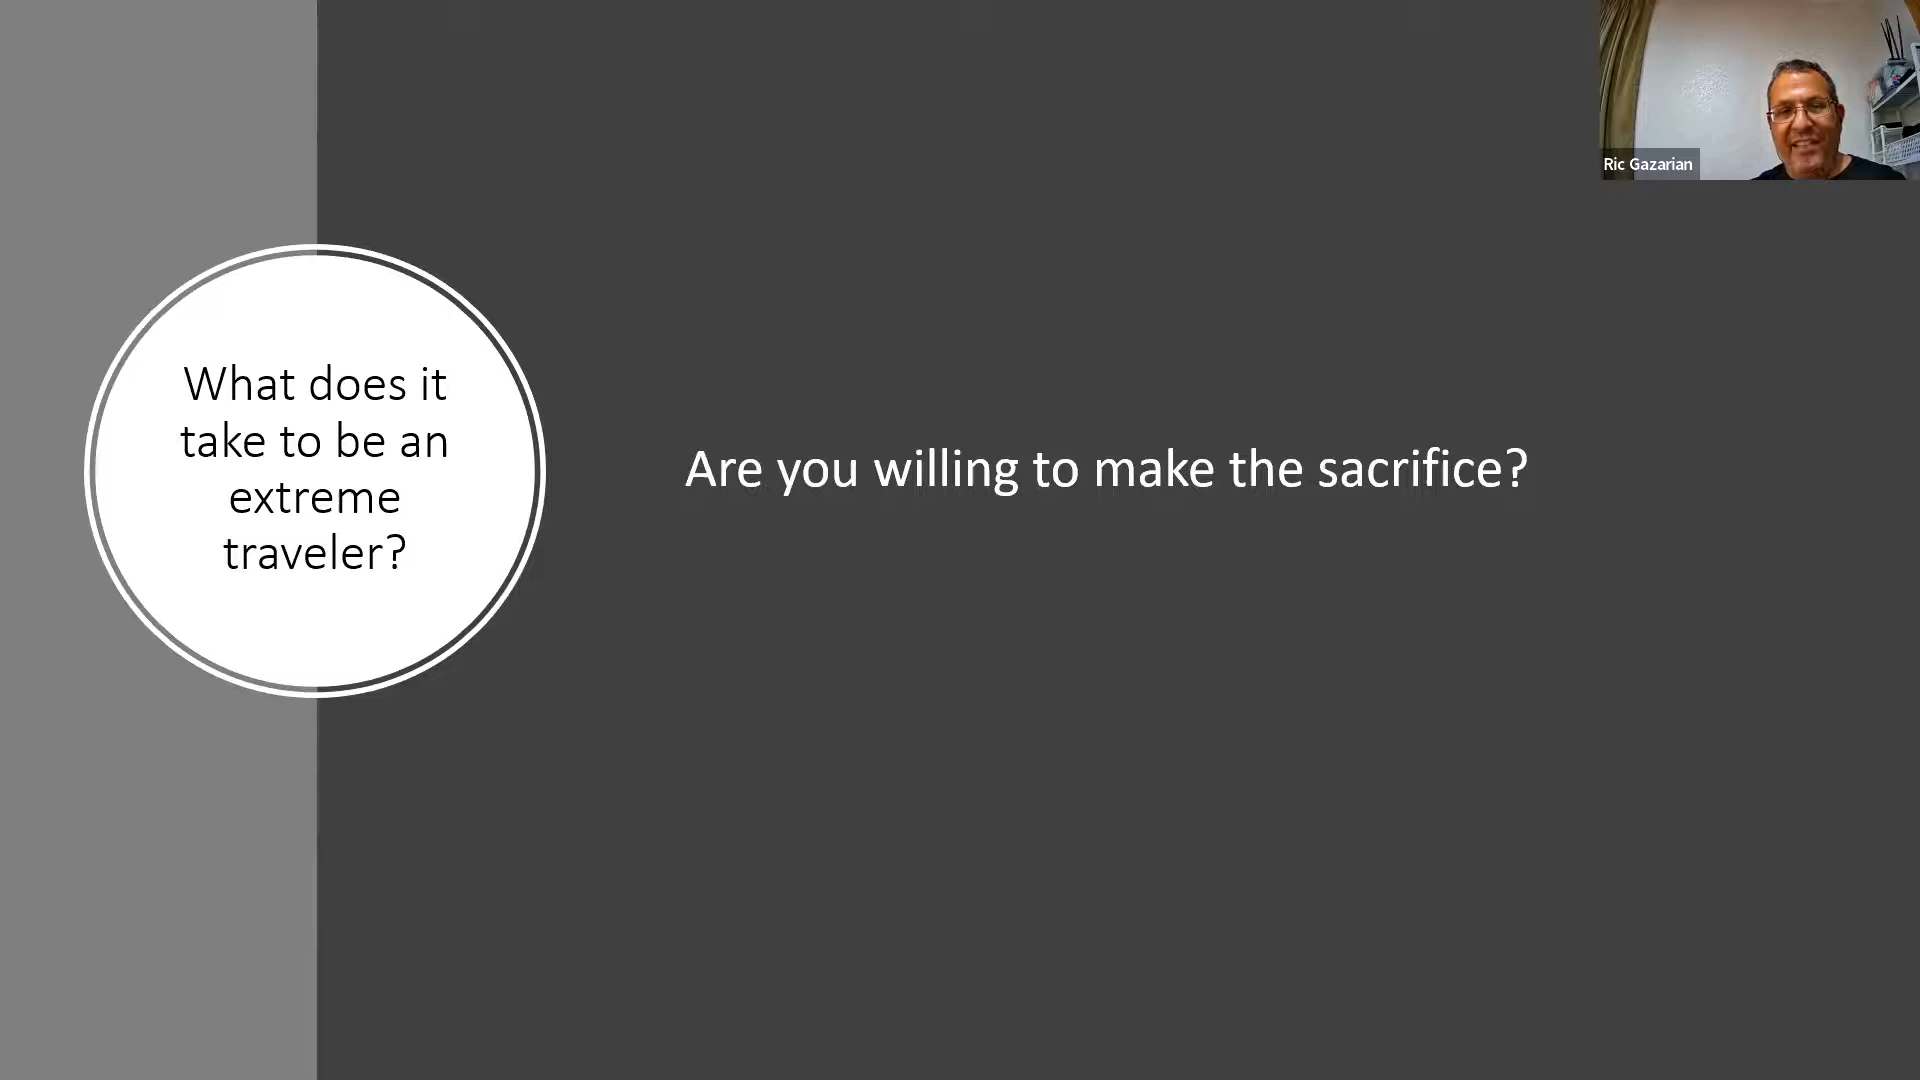 What does it
take to be an
extreme
traveler?
Are you willing to make the sacrifice?
Ric Gazarian